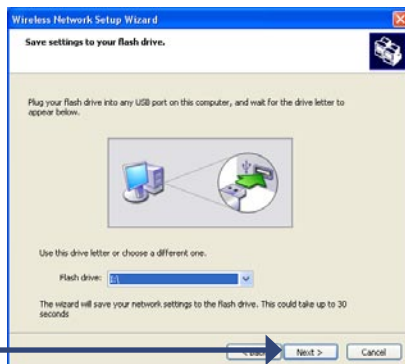 Wireless Network Setup Wizard
Save settings to your flash drive.
Plug your flash drive into any USB port on this computer, and wait for the drive letter to
appear below.
Use this drive letter or choose a different one.
Flash drive:
The wizard will save your network settings to the flash drive. This could take up to 30
seconds
Next >
Cancel